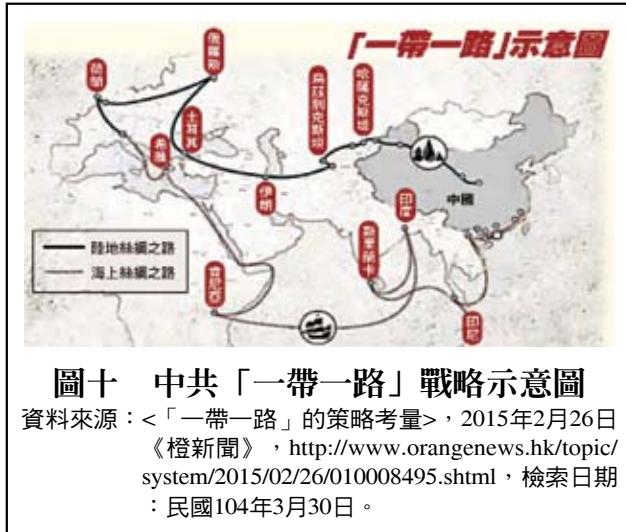 「一帶一路」示意圖
俄羅斯
荷蘭
哈薩克斯坦
烏茲別克斯坦
土耳其
希臘
伊朗
中國
印度
斯里蘭卡
陸地絲綢之路
海上絲綢之路
肯尼亞
印尼
圖十　中共「一帶一路」戰略示意圖
資料來源：<「一帶一路」的策略考量>，2015年2月26日
《橙新聞》，http://www.orangenews.hk/topic/
system/2015/02/26/010008495.shtml，檢索日期
：民國104年3月30日。